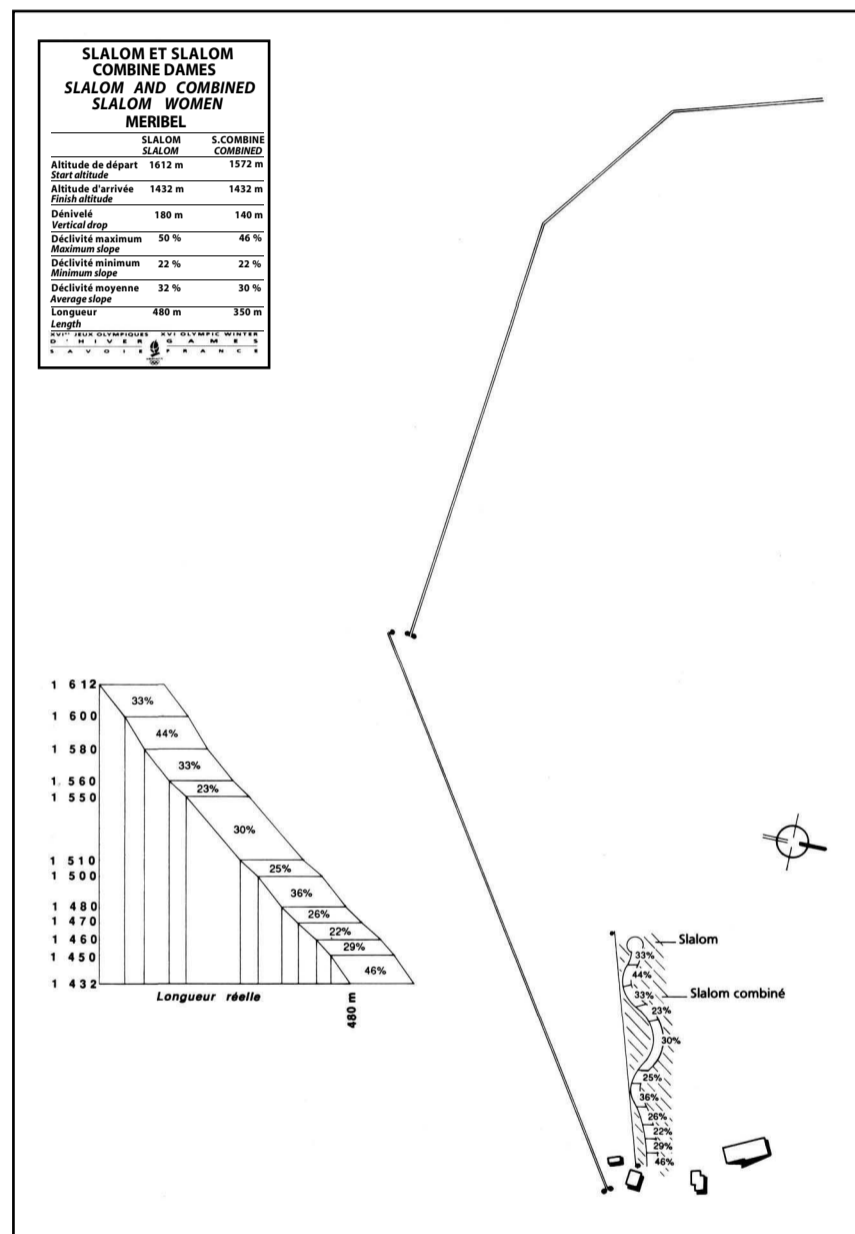 SLALOM ET SLALOM
COMBINE DAMES
SLALOM AND COMBINED
SLALOM WOMEN
MERIBEL
SLALOM S.COMBINE
SLALOM COMBINED
Altitude de départ 1612 m 1572 m
Start altitude
Altitude d'arrivée 1432 m 1432 m
Finish altitude
Dénivelé 180 m 140 m
Vertical drop
Déclivité maximum 50 % 46 %
Maximum slope
Déclivité minimum 22 % 22 %
Minimum slope
Déclivité moyenne 32 % 30 %
Average slope
Longueur 480 m 350 m
Length
JEUX OLYMPIQUES XVI OLYMPIC WINTER
D'HIVER GAMES
SAVOIE FRANCE
1 612
33%
1 600
44%
1 580
33%
1 560
23%
1 550
30%
1 510
25%
1 500
36%
1 480
26%
1 470
22%
1 460
29%
1 450
46%
1 432
Longueur réelle
480 m
Slalom
33%
44%
Slalom combiné
33%
23%
30%
25%
36%
26%
22%
29%
46%